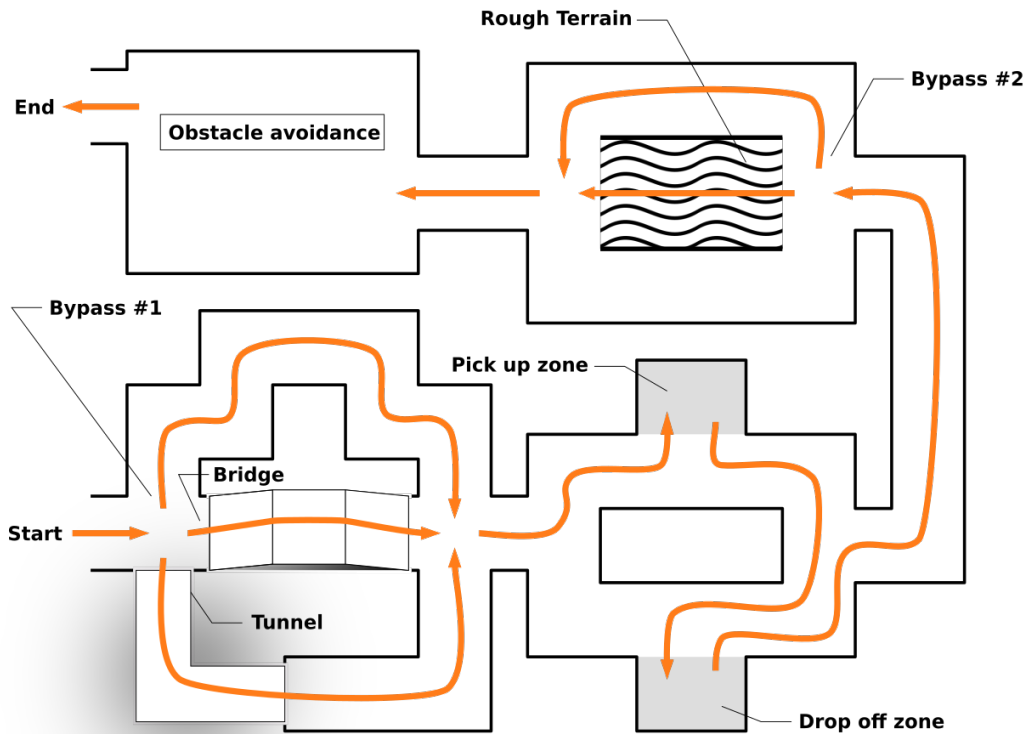 Rough Terrain
Bypass #2
End
Obstacle avoidance
Bypass #1
Pick up zone
Bridge
Start
Tunnel
Drop off zone